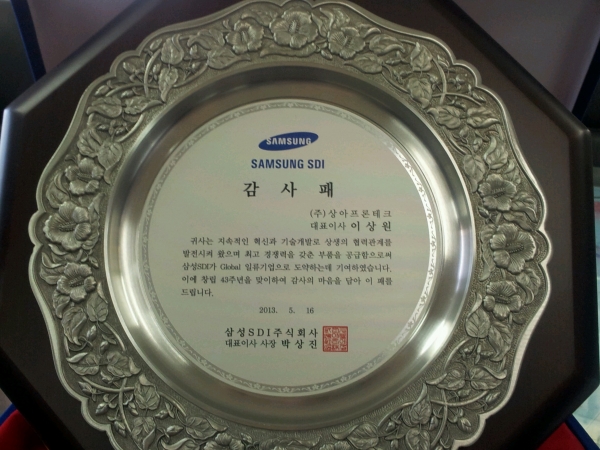 SAMSUNG
SAMSUNG SDI
감 사 패
(주) 상아프론테크
대표이사 이 상 원
귀사는 지속적인 혁신과 기술개발로 상생의 협력관계를
발전시켜 왔으며 최고 경쟁력을 갖춘 부품을 공급함으로써
삼성SDI가 Global 일류기업으로 도약하는데 기여하였습니다.
이에 창립 43주년을 맞이하여 감사의 마음을 담아 이 패를
드립니다.
2013. 5. 16
삼성SDI주식회사
대표이사 사장 박 상 진